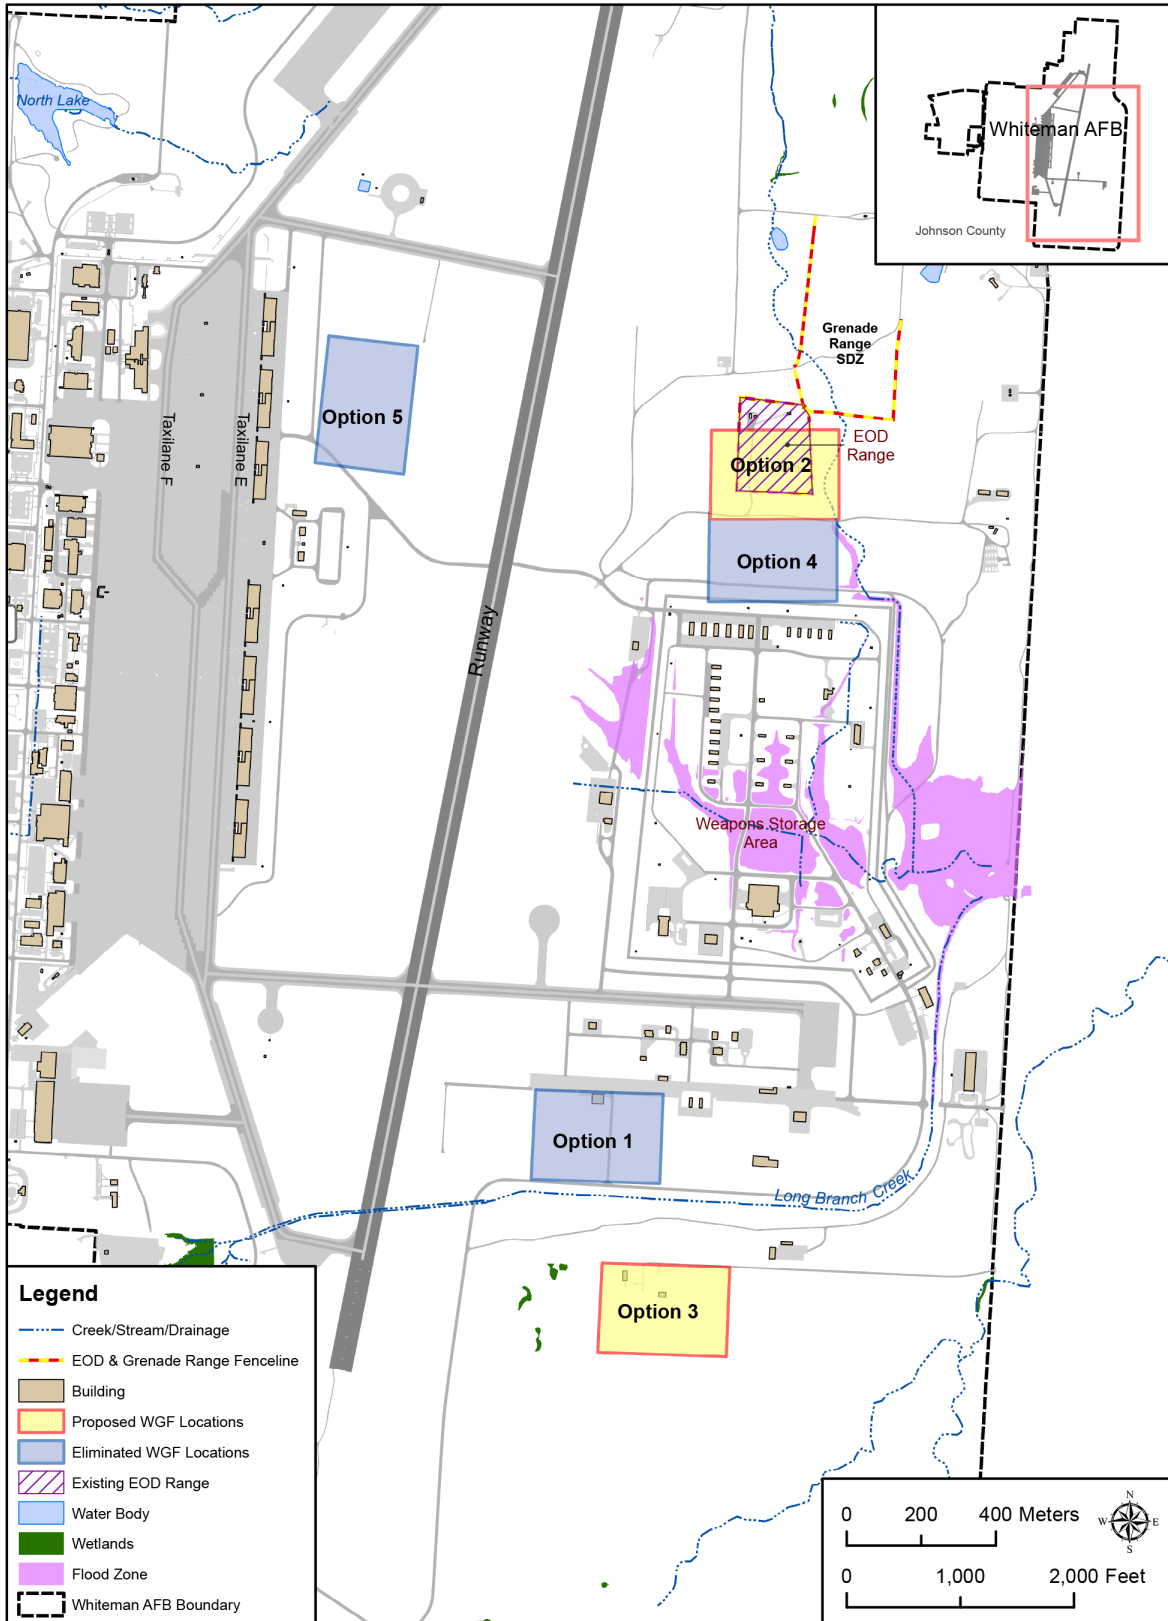 North Lake
Whiteman AFB
Johnson County
Grenade
Range
SDZ
Option 5
Taxilane F
Taxilane E
EOD
Range
Option 2
Option 4
Runway
Weapons Storage
Area
Option 1
Long Branch Creek
Option 3
Legend
Creek/Stream/Drainage
EOD & Grenade Range Fenceline
Building
Proposed WGF Locations
Eliminated WGF Locations
Existing EOD Range
Water Body
Wetlands
Flood Zone
Whiteman AFB Boundary
0 200 400 Meters
N
W E
S
0 1,000 2,000 Feet